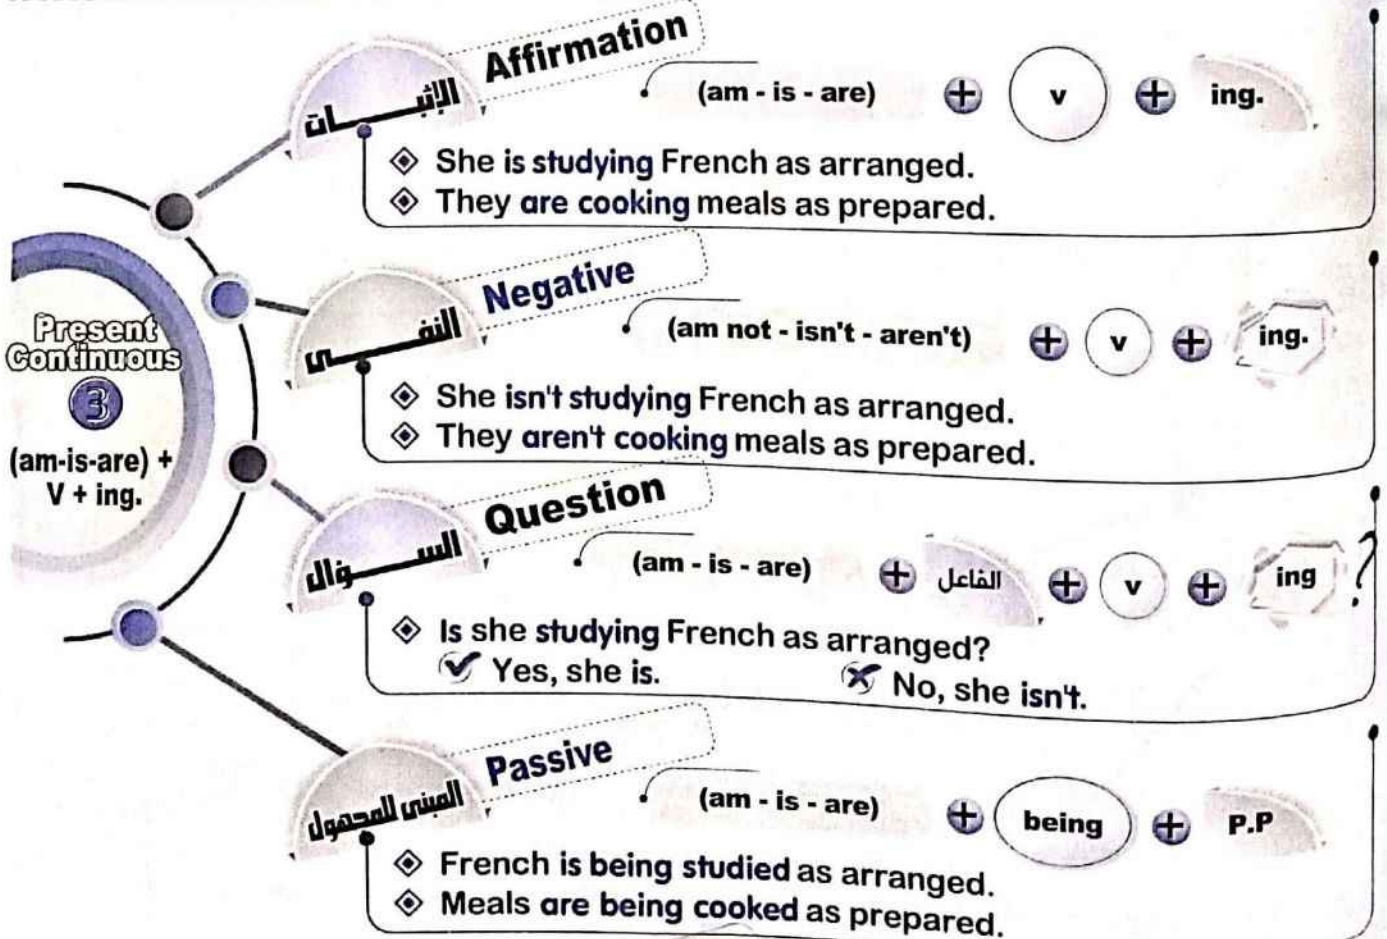 Present
Continuous
3
(am-is-are) +
V + ing.
الإثبـــات
Affirmation
(am - is - are) + v + ing.
She is studying French as arranged.
They are cooking meals as prepared.
النفـــى
Negative
(am not - isn't - aren't) + v + ing.
She isn't studying French as arranged.
They aren't cooking meals as prepared.
الســـؤال
Question
(am - is - are) + الفاعل + v + ing ?
Is she studying French as arranged?
Yes, she is. No, she isn't.
المبنى للمجهول
Passive
(am - is - are) + being + P.P
French is being studied as arranged.
Meals are being cooked as prepared.